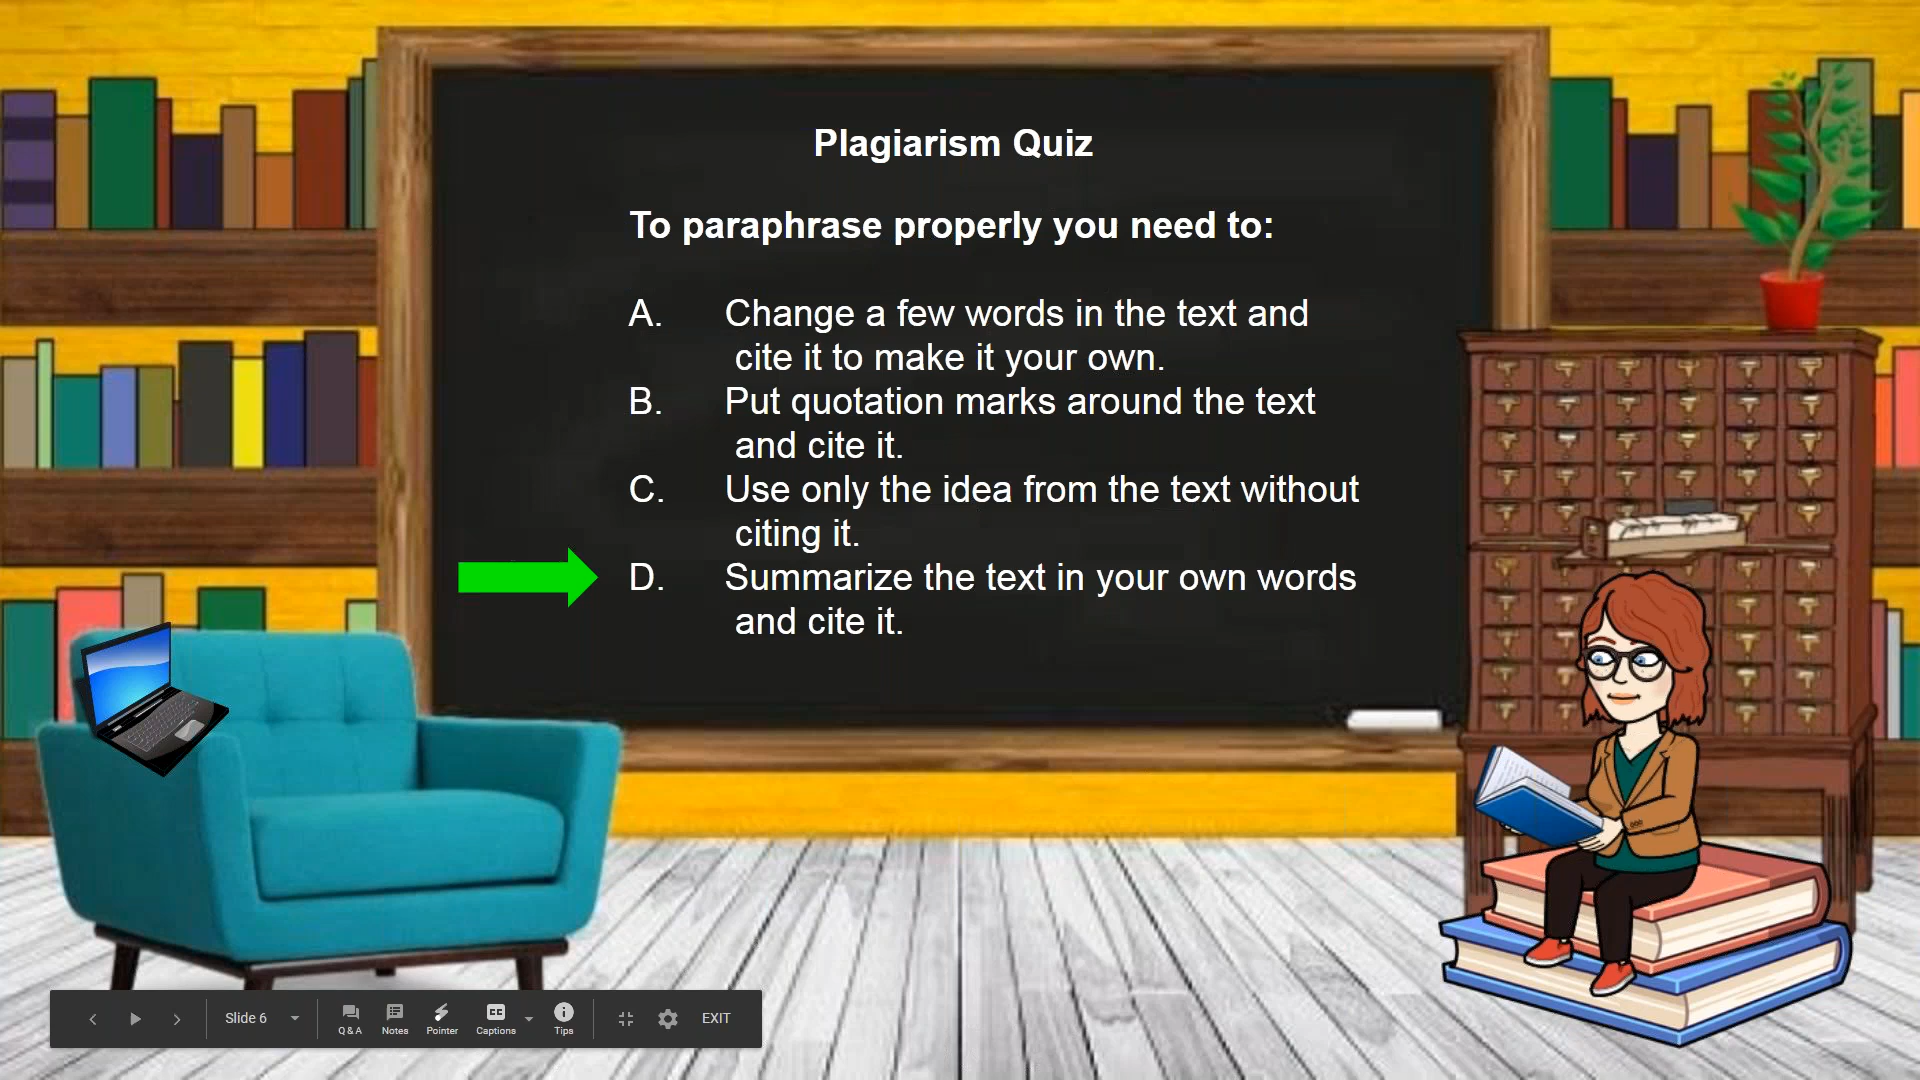 Plagiarism Quiz
To paraphrase properly you need to:
A. Change a few words in the text and
cite it to make it your own.
B. Put quotation marks around the text
and cite it.
C. Use only the idea from the text without
citing it.
D. Summarize the text in your own words
and cite it.
Slide 6
Q&A
Notes
Pointer
CC
Captions
Tips
EXIT